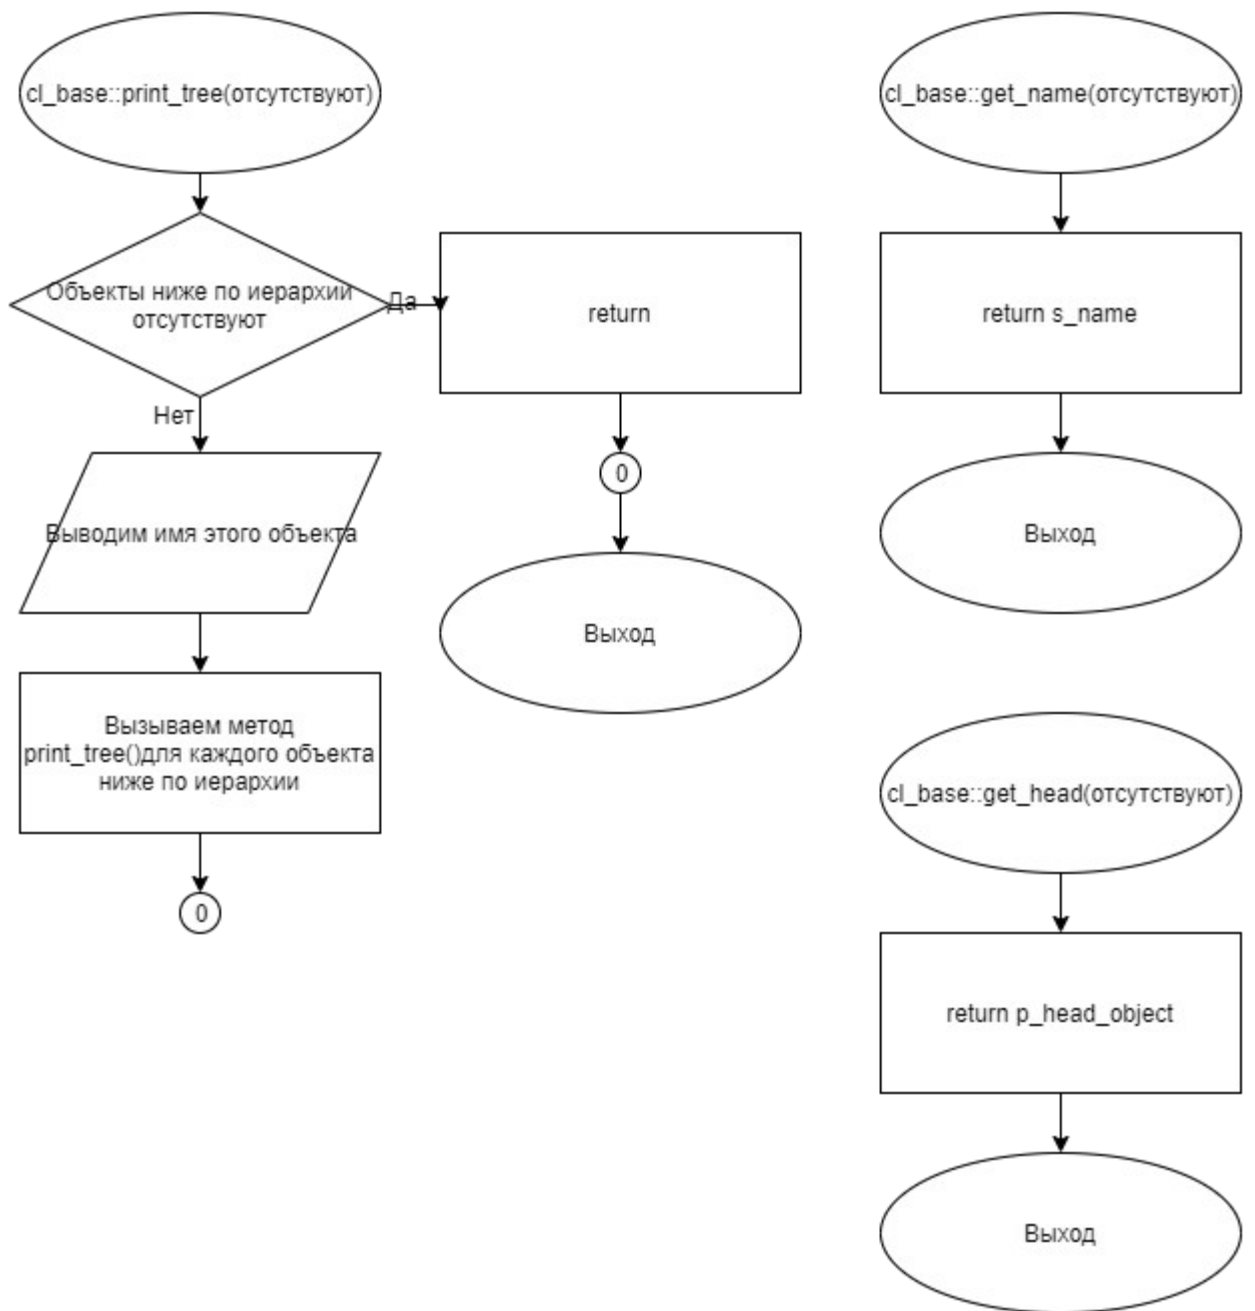 cl_base::print_tree(отсутствуют)
Объекты ниже по иерархии
отсутствуют
Да
return
0
Выход
Нет
Выводим имя этого объекта
Вызываем метод
print_tree()для каждого объекта
ниже по иерархии
0
cl_base::get_name(отсутствуют)
return s_name
Выход
cl_base::get_head(отсутствуют)
return p_head_object
Выход